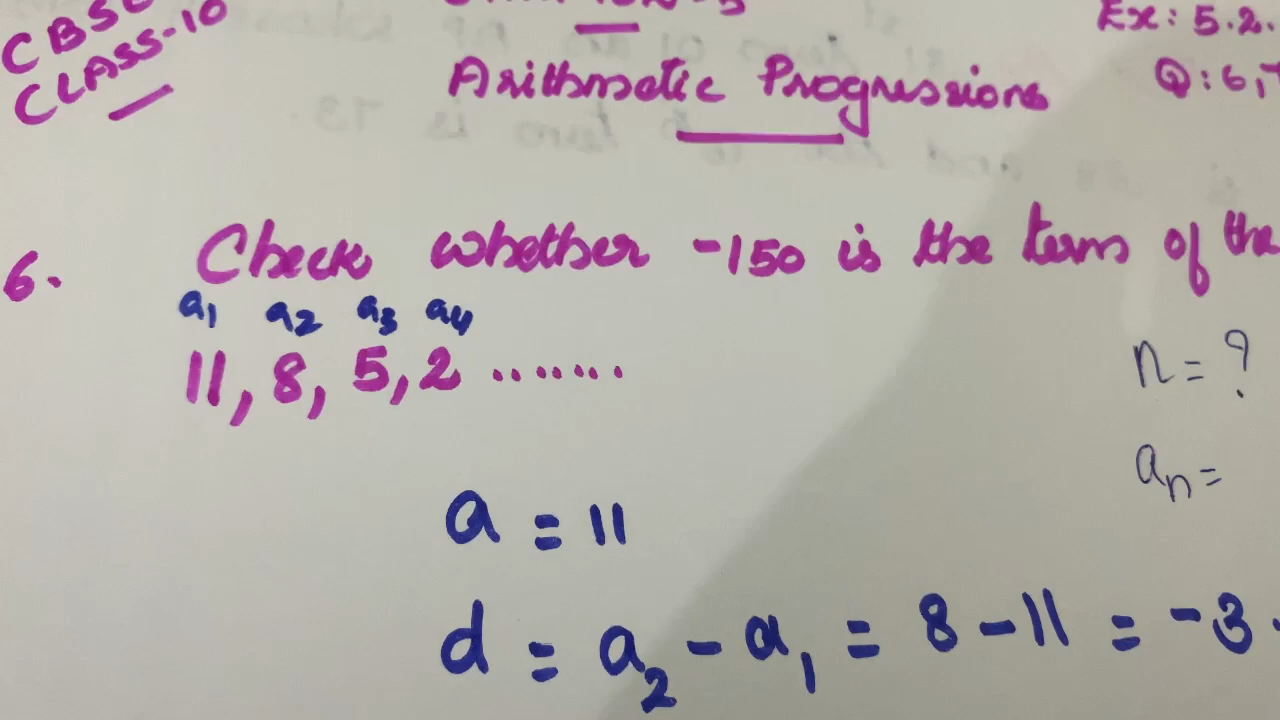 CBSE
CLASS-10
Ex: 5.2.
Arithmetic Progressions
Q: 6,7
6. Check whether -150 is the term of the
a1 a2 a3 a4
11, 8, 5, 2 .......
n = ?
an =
a = 11
d = a2 - a1 = 8 - 11 = -3.